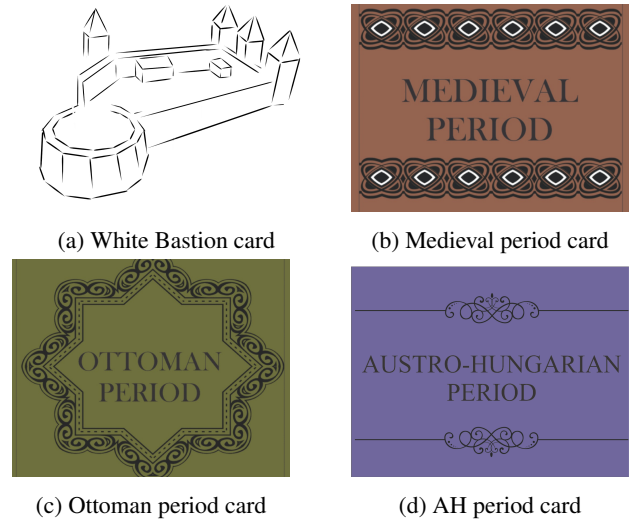 (a) White Bastion card
MEDIEVAL
PERIOD
(b) Medieval period card
OTTOMAN
PERIOD
(c) Ottoman period card
AUSTRO-HUNGARIAN
PERIOD
(d) AH period card